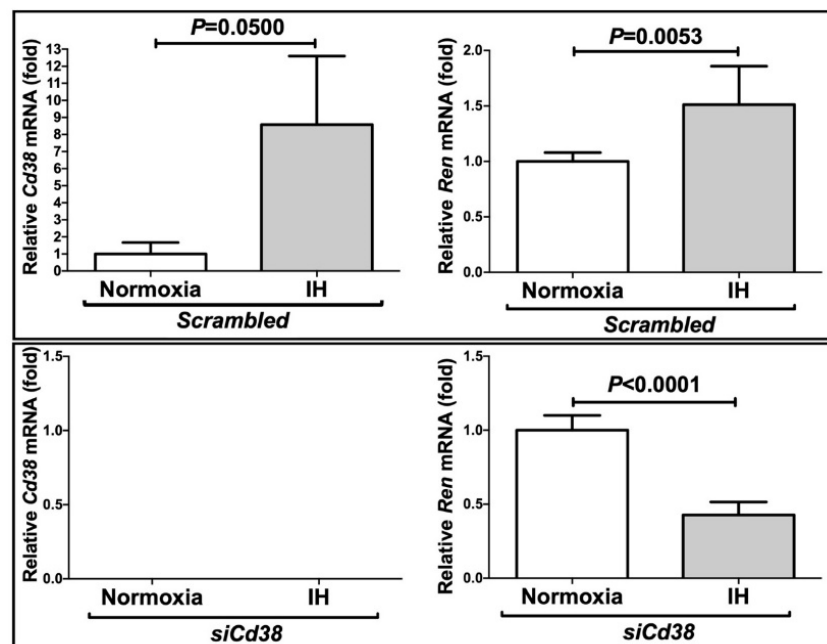 P=0.0500
Relative Cd38 mRNA (fold)
13
12
11
10
9
8
7
6
5
4
3
2
1
0
Normoxia IH
Scrambled
P=0.0053
Relative Ren mRNA (fold)
2.0
1.5
1.0
0.5
0.0
Normoxia IH
Scrambled
Relative Cd38 mRNA (fold)
1.5
1.0
0.5
0.0
Normoxia IH
siCd38
P<0.0001
Relative Ren mRNA (fold)
1.5
1.0
0.5
0.0
Normoxia IH
siCd38